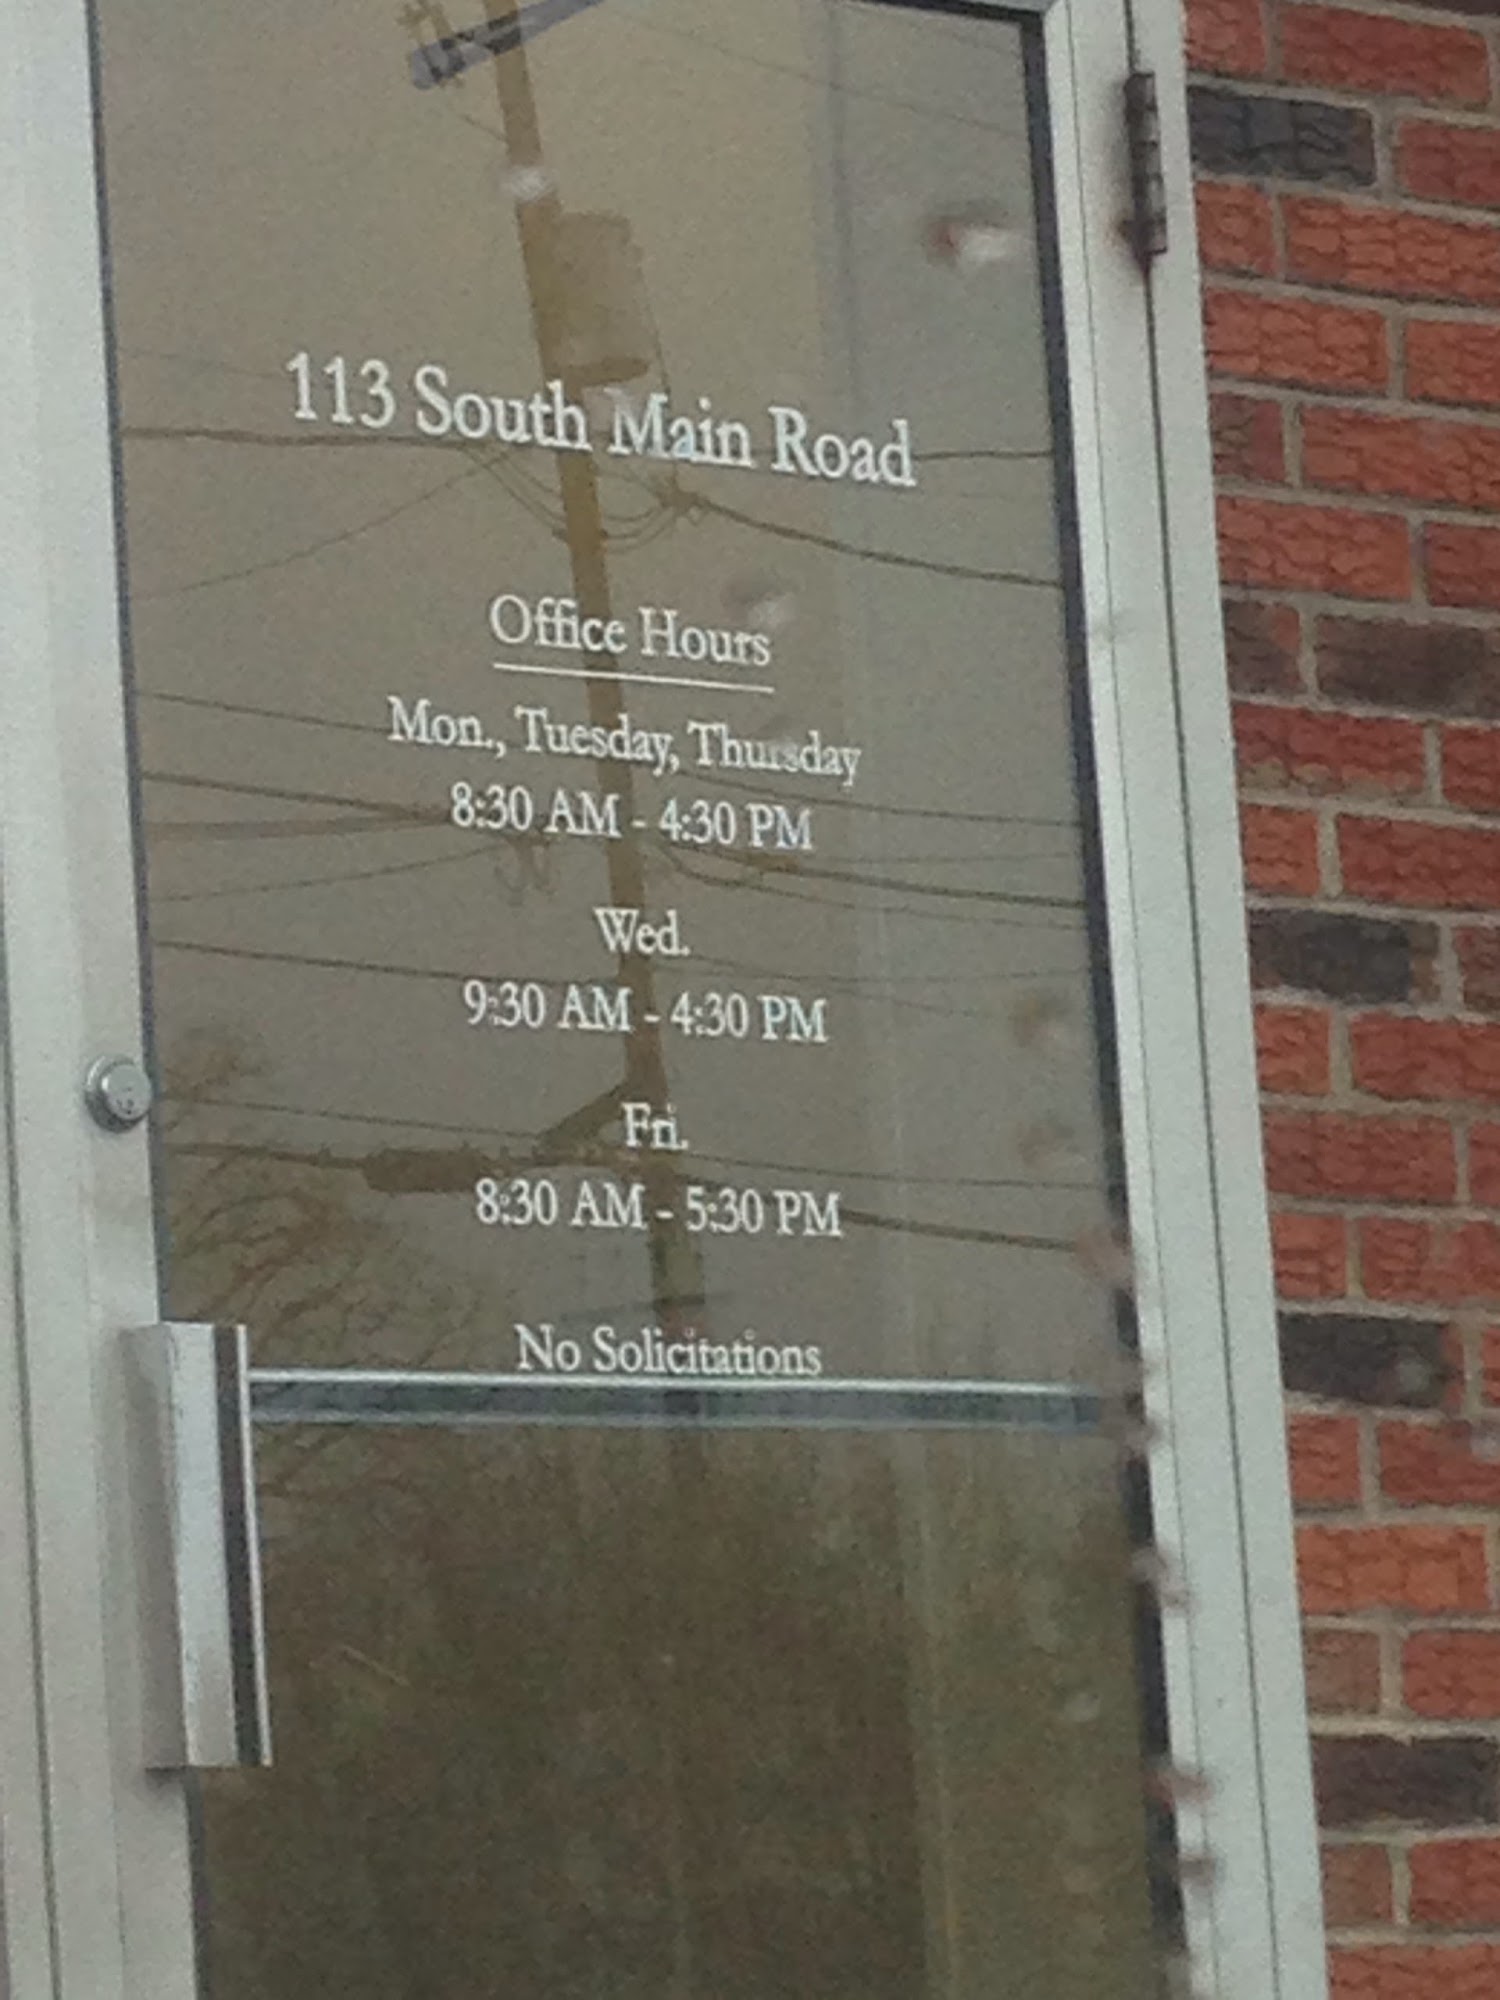 113 South Main Road
Office Hours
Mon., Tuesday, Thursday
8:30 AM - 4:30 PM
Wed.
9:30 AM - 4:30 PM
Fri.
8:30 AM - 5:30 PM
No Solicitations